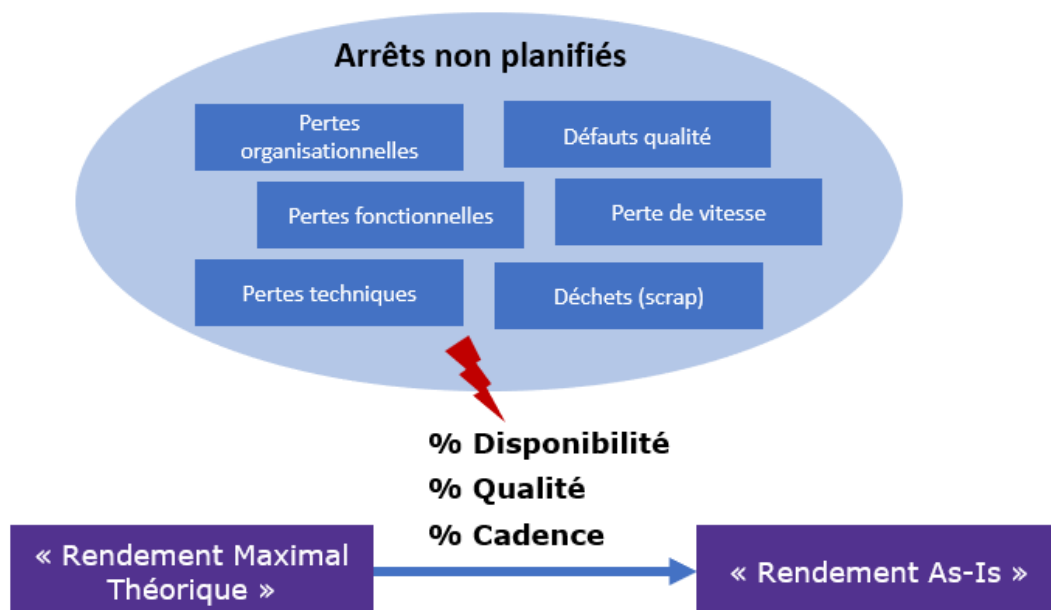 Arrêts non planifiés
Pertes
organisationnelles
Défauts qualité
Pertes fonctionnelles
Perte de vitesse
Pertes techniques
Déchets (scrap)
% Disponibilité
% Qualité
% Cadence
« Rendement Maximal
Théorique »
« Rendement As-Is »